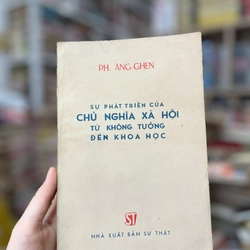 PH. ĂNG-GHEN
SỰ PHÁT TRIỂN CỦA
CHỦ NGHĨA XÃ HỘI
TỪ KHÔNG TƯỞNG
ĐẾN KHOA HỌC
ST
NHÀ XUẤT BẢN SỰ THẬT